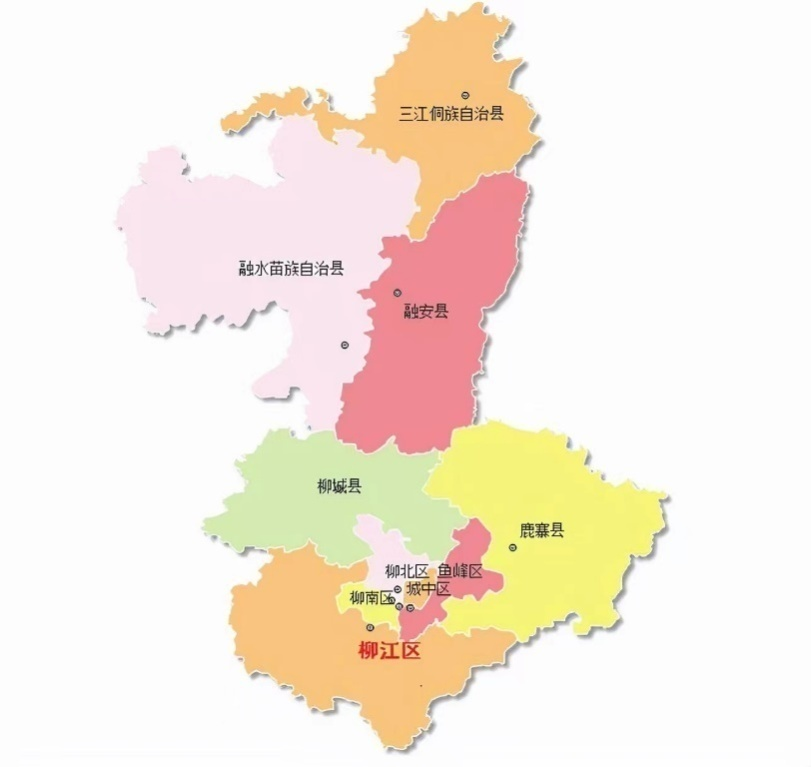 三江侗族自治县
融水苗族自治县
融安县
柳城县
鹿寨县
柳北区
鱼峰区
城中区
柳南区
柳江区